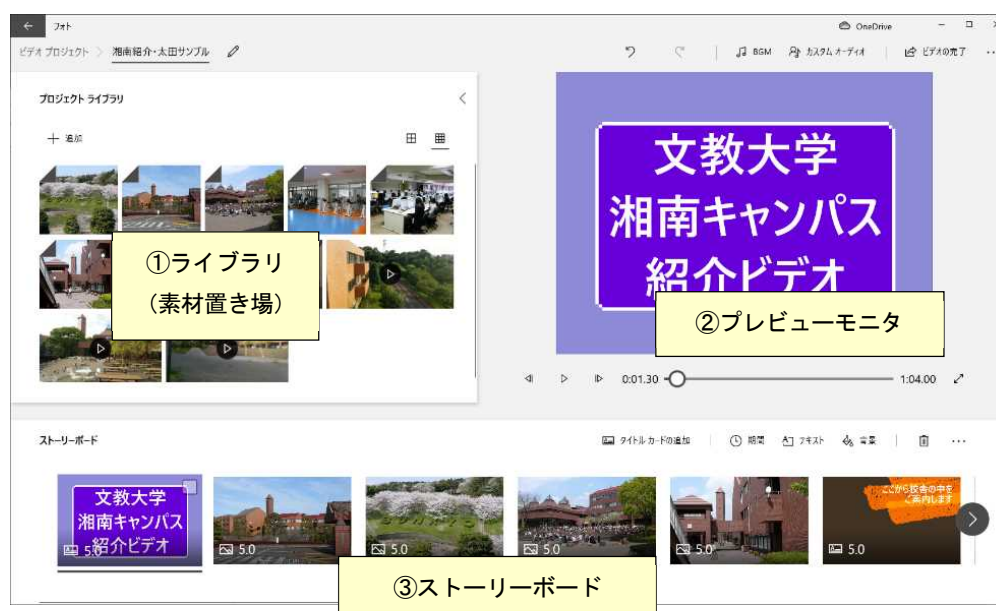 フォト
OneDrive
ビデオ プロジェクト > 湘南紹介・太田サンプル
BGM
カスタム オーディオ
ビデオの完了
プロジェクト ライブラリ
追加
①ライブラリ
（素材置き場）
文教大学
湘南キャンパス
紹介ビデオ
②プレビューモニタ
0:01.30
1:04.00
ストーリーボード
タイトル カードの追加
期間
テキスト
背景
文教大学
湘南キャンパス
紹介ビデオ
5.0
5.0
5.0
5.0
5.0
ここから校舎の中を
ご案内します
5.0
③ストーリーボード